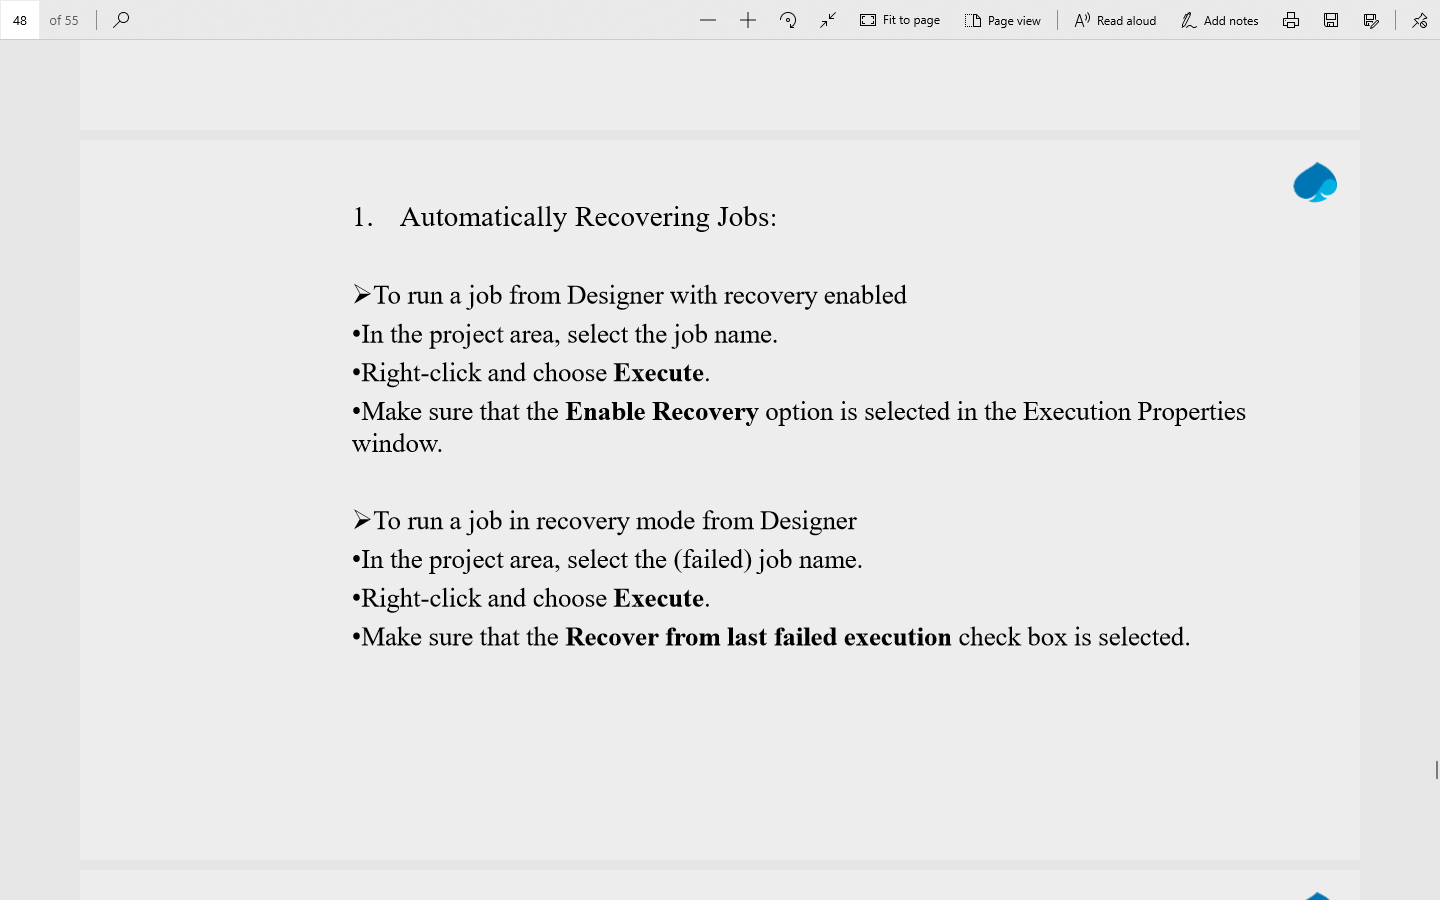 48 of 55 Fit to page Page view Read aloud Add notes
1. Automatically Recovering Jobs:
➢To run a job from Designer with recovery enabled
•In the project area, select the job name.
•Right-click and choose Execute.
•Make sure that the Enable Recovery option is selected in the Execution Properties
window.
➢To run a job in recovery mode from Designer
•In the project area, select the (failed) job name.
•Right-click and choose Execute.
•Make sure that the Recover from last failed execution check box is selected.